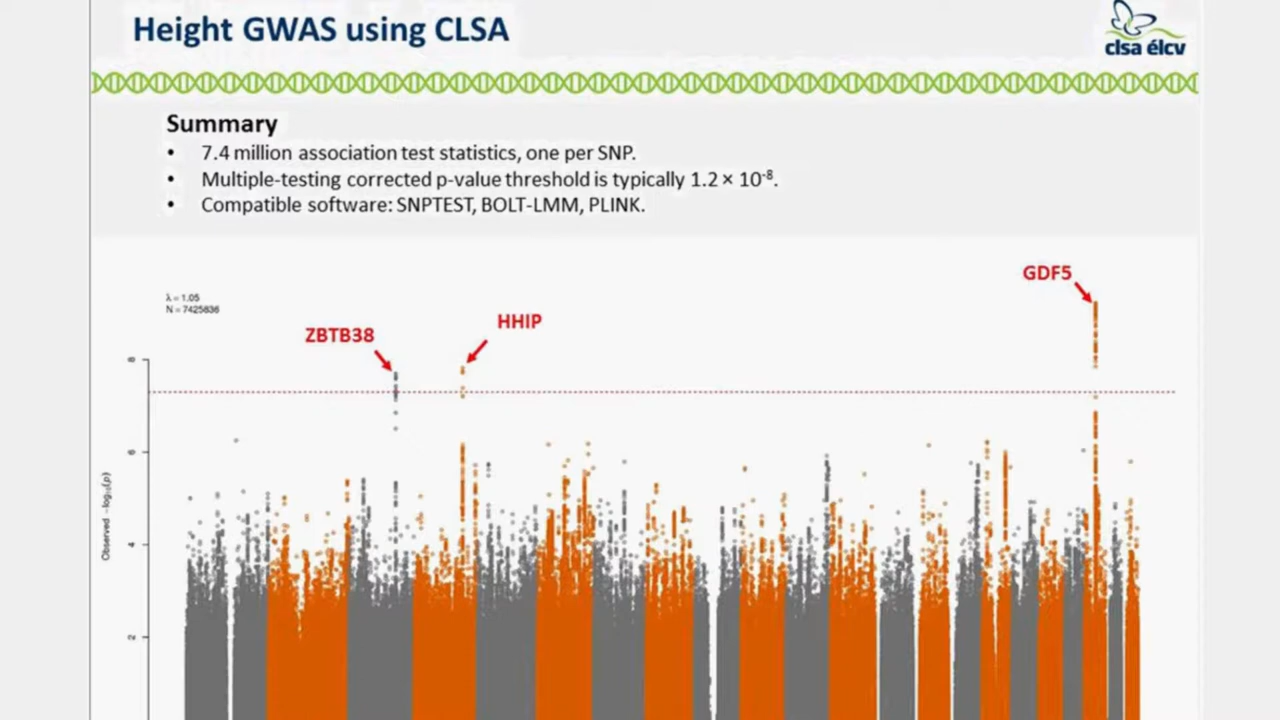 Height GWAS using CLSA
clsa élcv
Summary
• 7.4 million association test statistics, one per SNP.
• Multiple-testing corrected p-value threshold is typically 1.2 × 10⁻⁸.
• Compatible software: SNPTEST, BOLT-LMM, PLINK.
GDF5
λ = 1.05
N = 7425836
HHIP
ZBTB38
8
6
Observed −log₁₀(p)
4
2